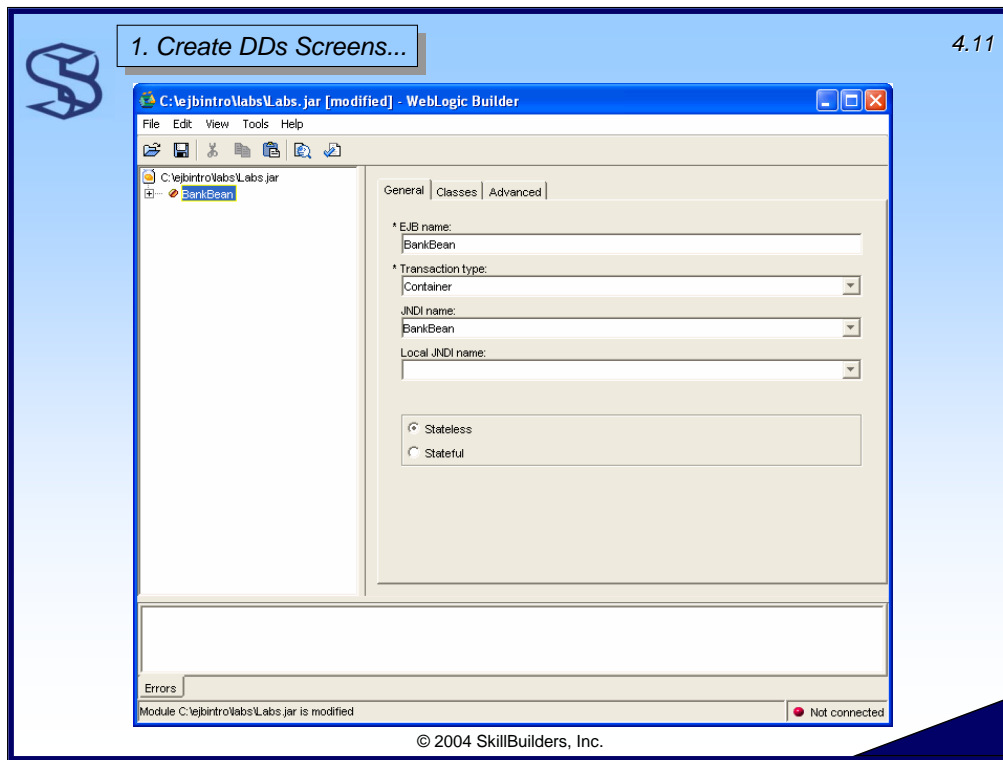 1. Create DDs Screens...
4.11
C:\ejbintro\labs\Labs.jar [modified] - WebLogic Builder
File Edit View Tools Help
C:\ejbintro\labs\Labs.jar
BankBean
General Classes Advanced
* EJB name:
BankBean
* Transaction type:
Container
JNDI name:
BankBean
Local JNDI name:
Stateless
Stateful
Errors
Module C:\ejbintro\labs\Labs.jar is modified
Not connected
© 2004 SkillBuilders, Inc.